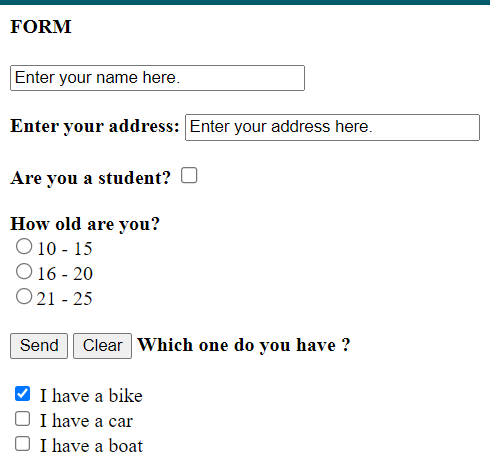 FORM
Enter your name here.
Enter your address: Enter your address here.
Are you a student?
How old are you?
10 - 15
16 - 20
21 - 25
Send Clear Which one do you have ?
I have a bike
I have a car
I have a boat